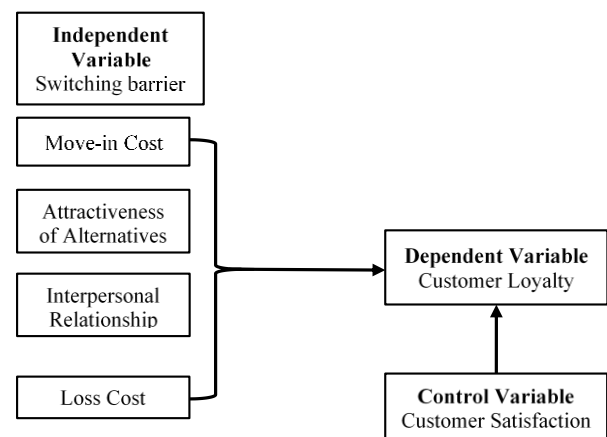 Independent
Variable
Switching barrier
Move-in Cost
Attractiveness
of Alternatives
Interpersonal
Relationship
Loss Cost
Dependent Variable
Customer Loyalty
Control Variable
Customer Satisfaction